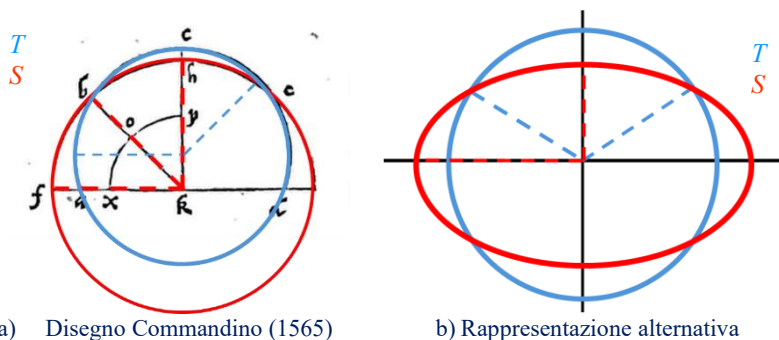 T
S
c
b
h
e
o
p
f
a
x
k
a) Disegno Commandino (1565)
T
S
b) Rappresentazione alternativa